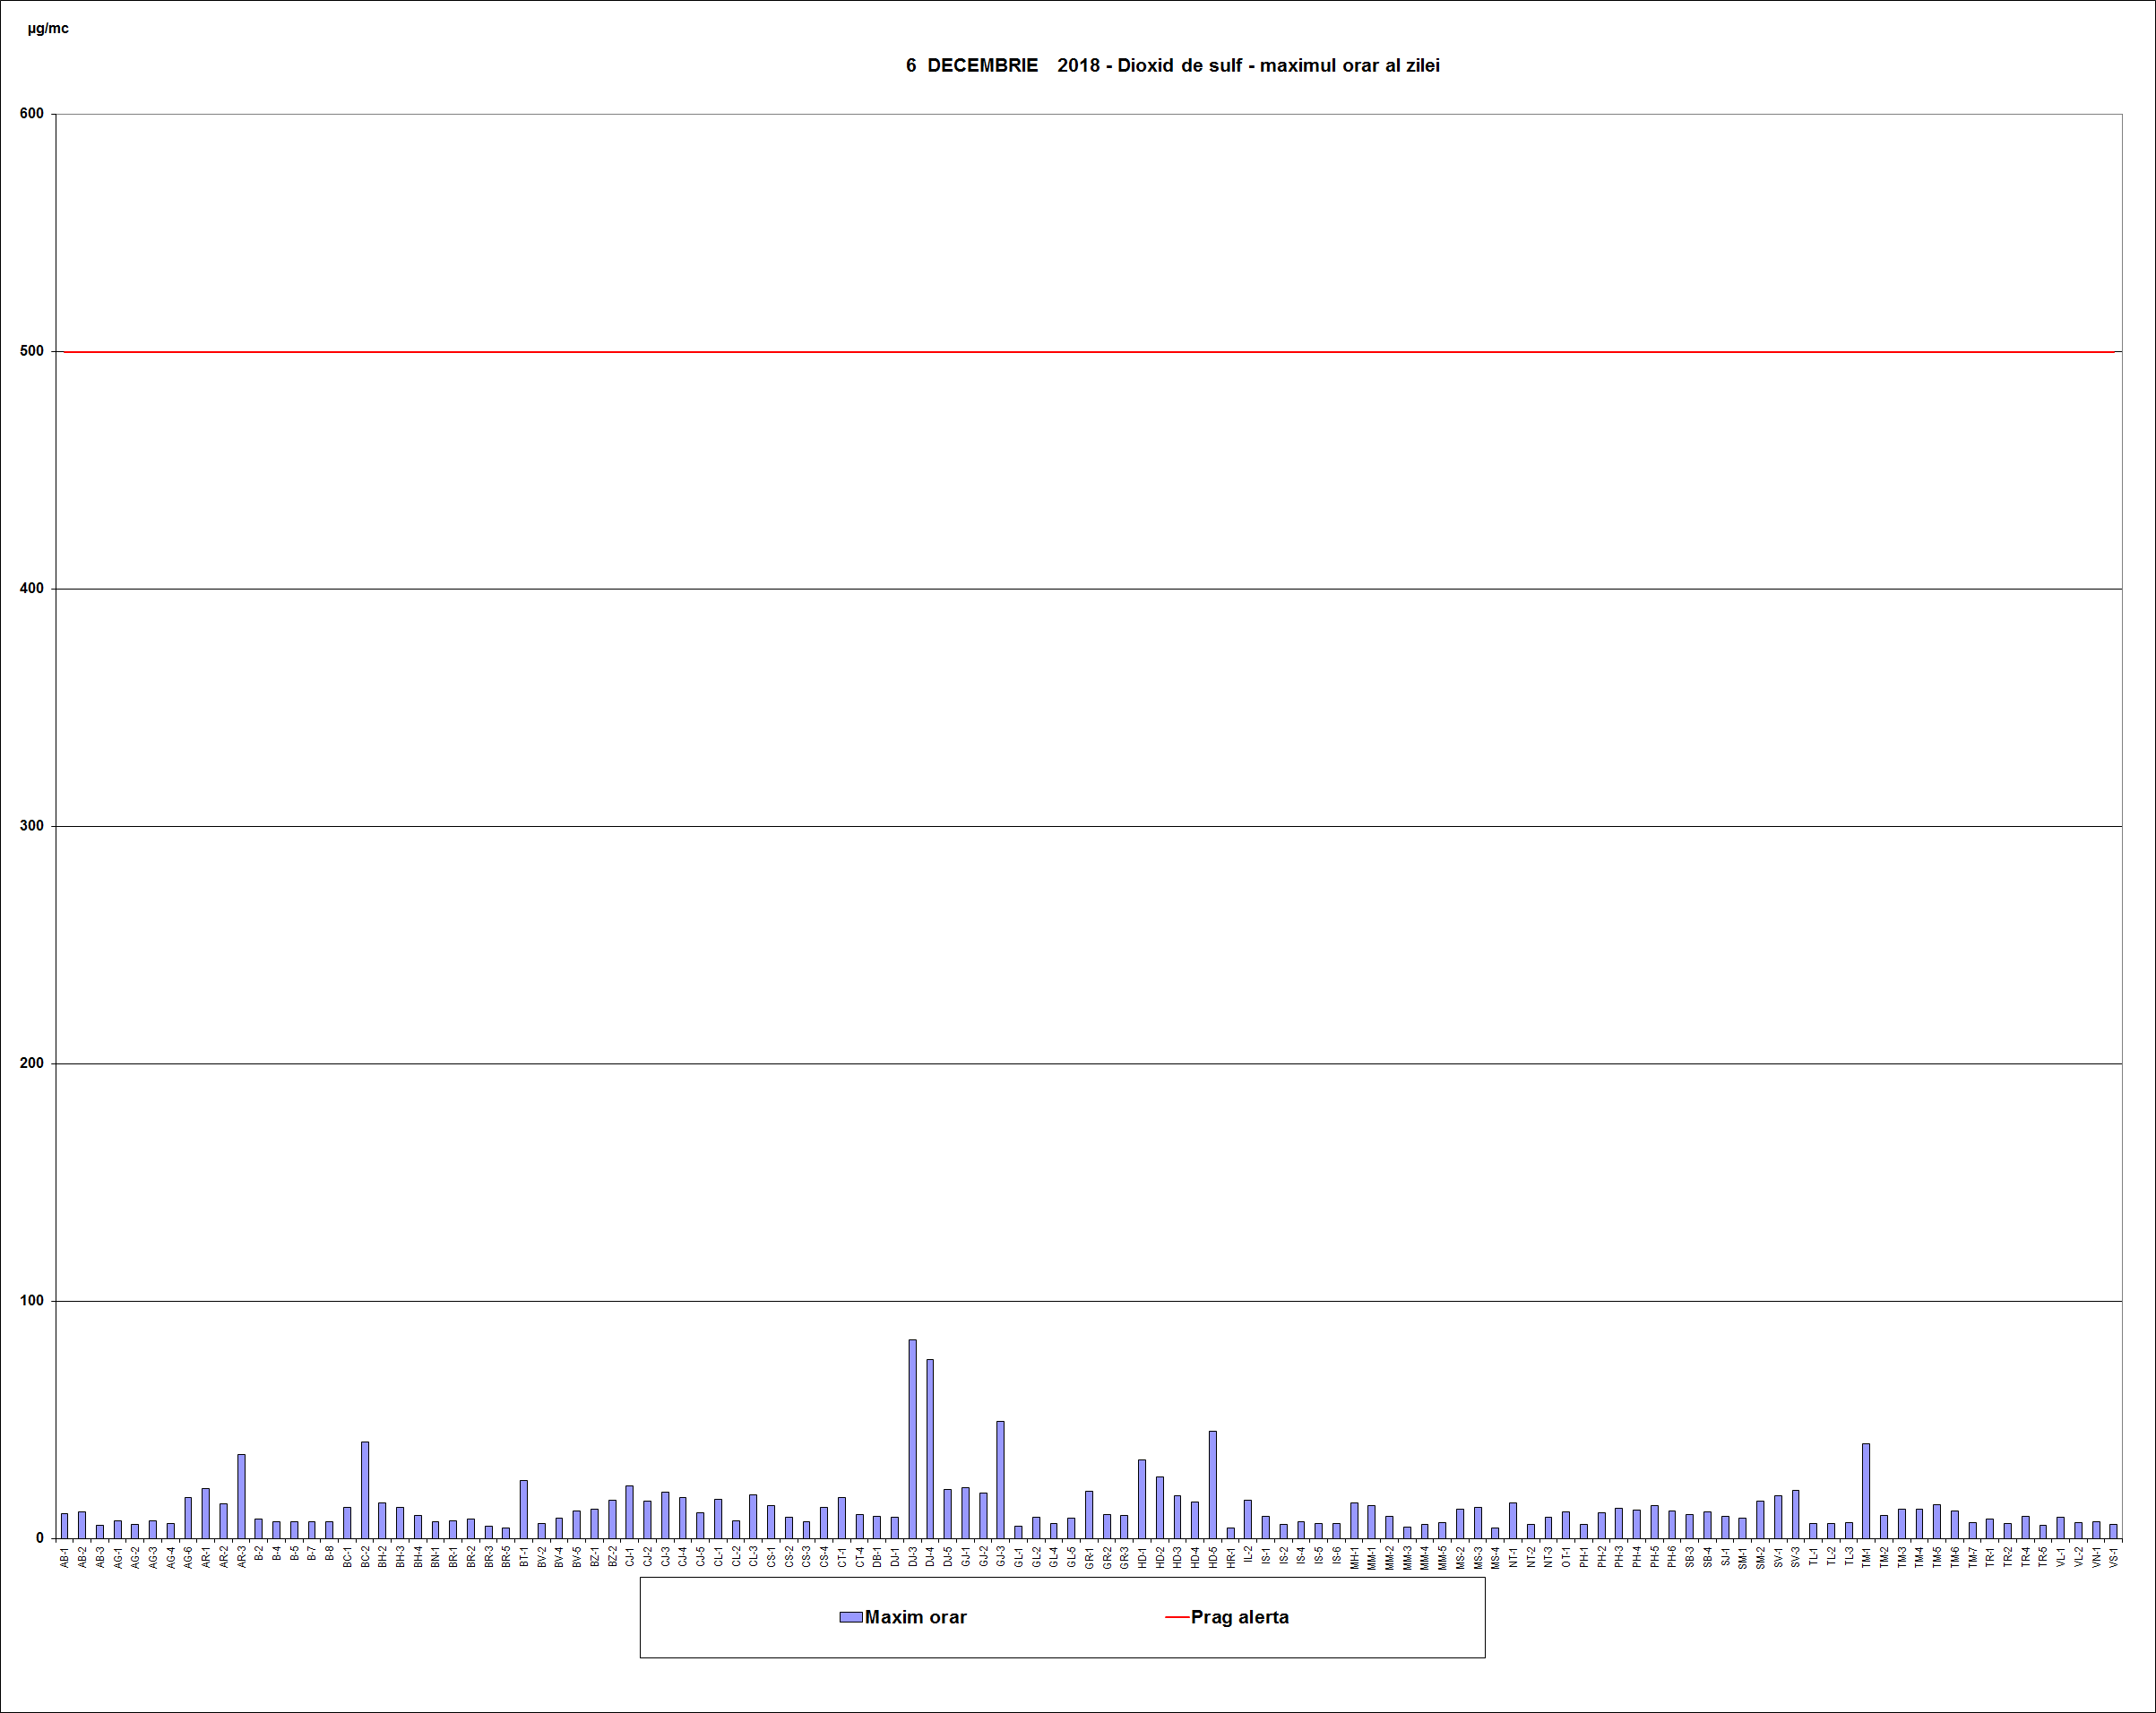 µg/mc
6 DECEMBRIE 2018 - Dioxid de sulf - maximul orar al zilei
600
500
400
300
200
100
0
AB-1 AB-2 AB-3 AG-1 AG-2 AG-3 AG-4 AG-6 AR-1 AR-2 AR-3 B-2 B-4 B-5 B-7 B-8 BC-1 BC-2 BH-2 BH-3 BH-4 BN-1 BR-1 BR-2 BR-3 BR-5 BT-1 BV-2 BV-4 BV-5 BZ-1 BZ-2 CJ-1 CJ-2 CJ-3 CJ-4 CJ-5 CL-1 CL-2 CL-3 CS-1 CS-2 CS-3 CS-4 CT-1 CT-4 DB-1 DJ-1 DJ-3 DJ-4 DJ-5 GJ-1 GJ-2 GJ-3 GL-1 GL-2 GL-4 GL-5 GR-1 GR-2 GR-3 HD-1 HD-2 HD-3 HD-4 HD-5 HR-1 IL-2 IS-1 IS-2 IS-4 IS-5 IS-6 MH-1 MM-1 MM-2 MM-3 MM-4 MM-5 MS-2 MS-3 MS-4 NT-1 NT-2 NT-3 OT-1 PH-1 PH-2 PH-3 PH-4 PH-5 PH-6 SB-3 SB-4 SJ-1 SM-1 SM-2 SV-1 SV-3 TL-1 TL-2 TL-3 TM-1 TM-2 TM-3 TM-4 TM-5 TM-6 TM-7 TR-1 TR-2 TR-4 TR-5 VL-1 VL-2 VN-1 VS-1
Maxim orar Prag alerta